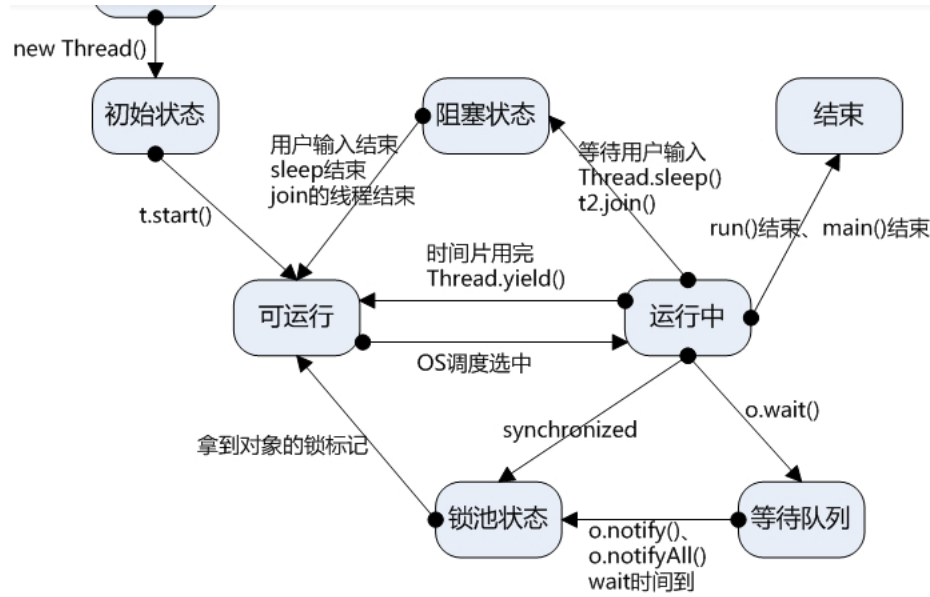 new Thread()
初始状态
阻塞状态
结束
用户输入结束
sleep结束
join的线程结束
等待用户输入
Thread.sleep()
t2.join()
t.start()
run()结束、main()结束
时间片用完
Thread.yield()
可运行
运行中
OS调度选中
o.wait()
synchronized
拿到对象的锁标记
锁池状态
等待队列
o.notify()、
o.notifyAll()
wait时间到